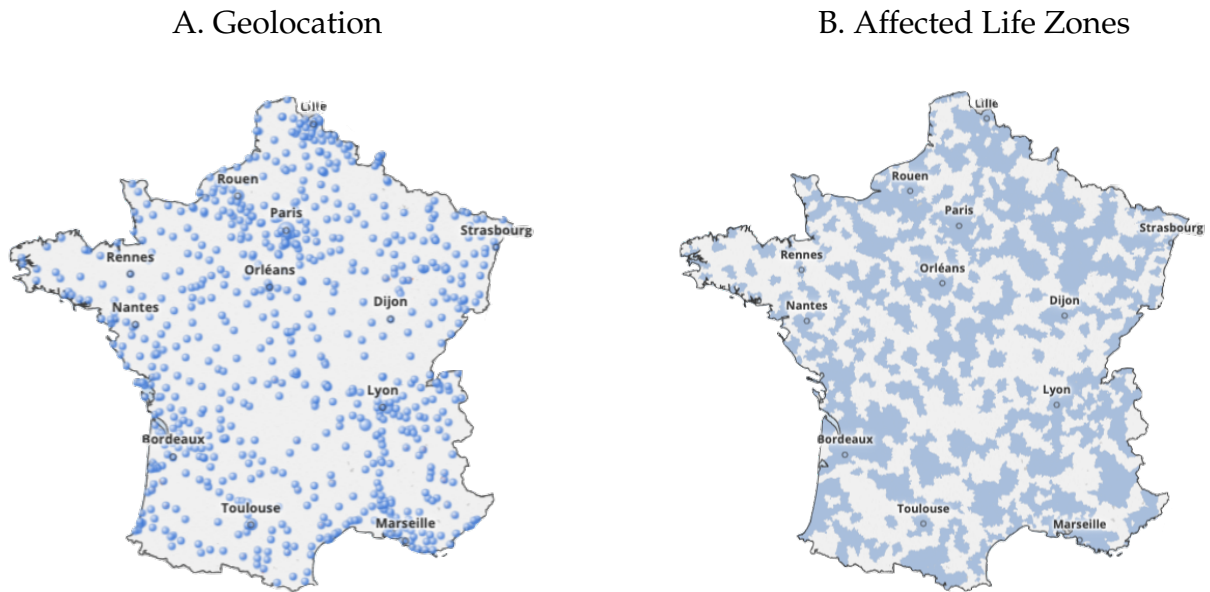 A. Geolocation
B. Affected Life Zones
Lille
Rouen
Paris
Strasbourg
Rennes
Orléans
Nantes
Dijon
Lyon
Bordeaux
Toulouse
Marseille
Lille
Rouen
Paris
Strasbourg
Rennes
Orléans
Nantes
Dijon
Lyon
Bordeaux
Toulouse
Marseille